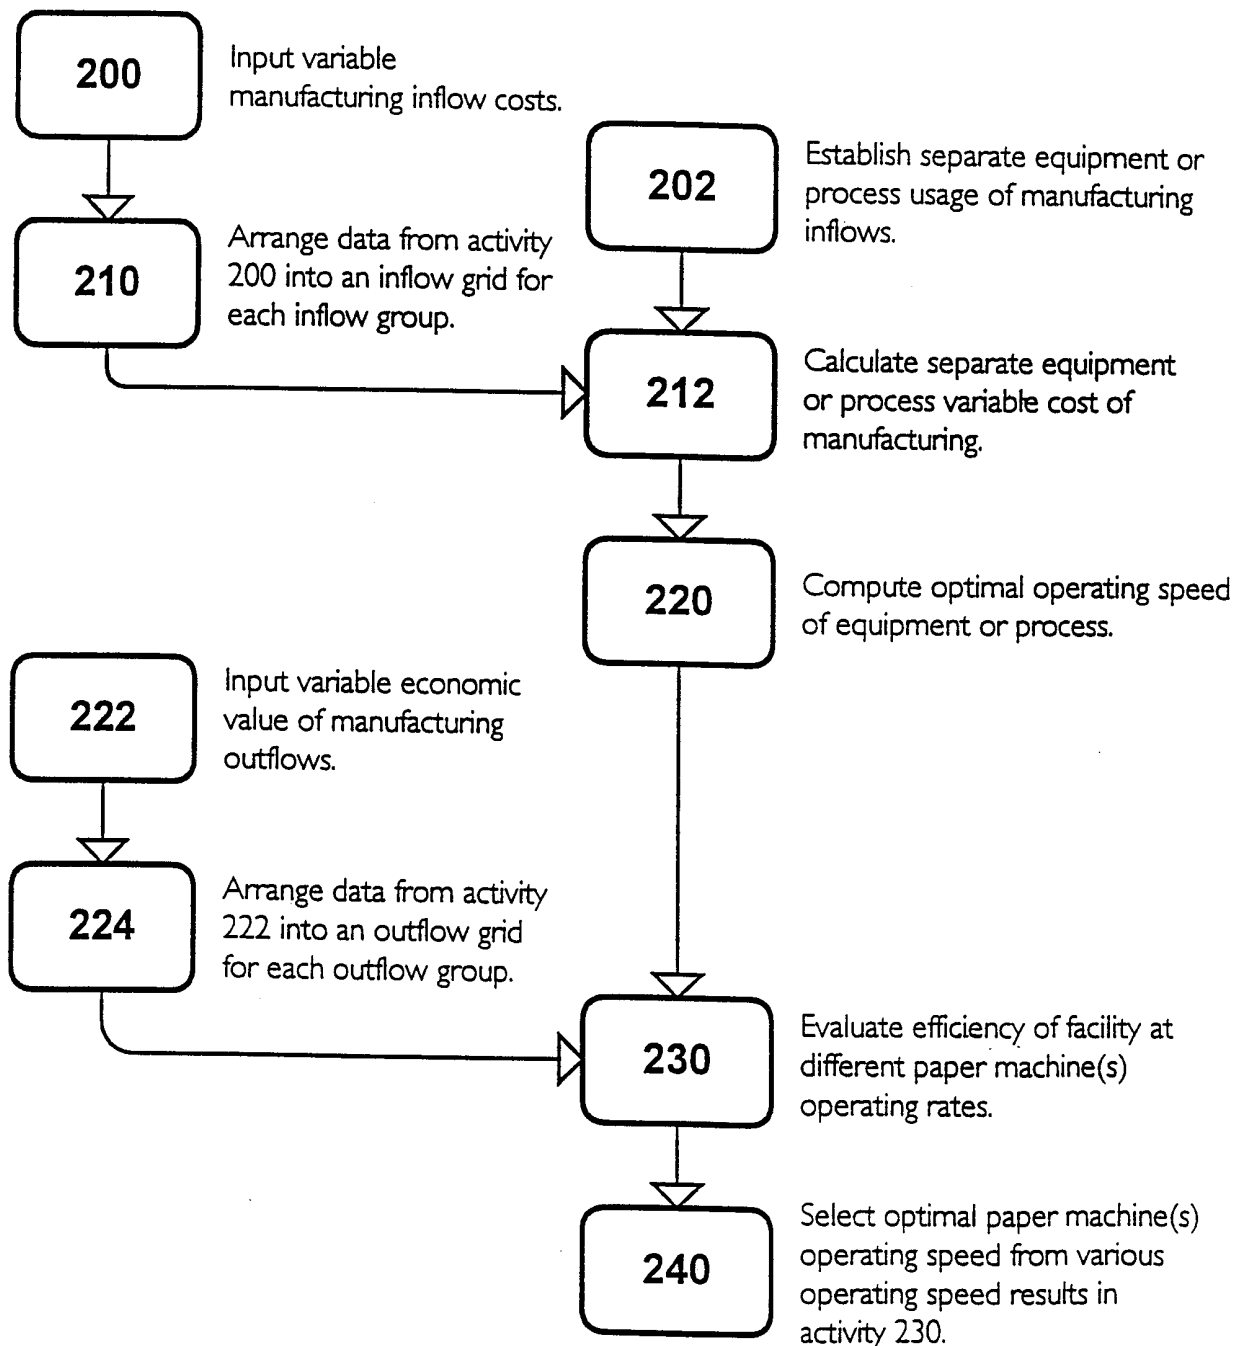 200
Input variable
manufacturing inflow costs.
202
Establish separate equipment or
process usage of manufacturing
inflows.
210
Arrange data from activity
200 into an inflow grid for
each inflow group.
212
Calculate separate equipment
or process variable cost of
manufacturing.
220
Compute optimal operating speed
of equipment or process.
222
Input variable economic
value of manufacturing
outflows.
224
Arrange data from activity
222 into an outflow grid
for each outflow group.
230
Evaluate efficiency of facility at
different paper machine(s)
operating rates.
240
Select optimal paper machine(s)
operating speed from various
operating speed results in
activity 230.